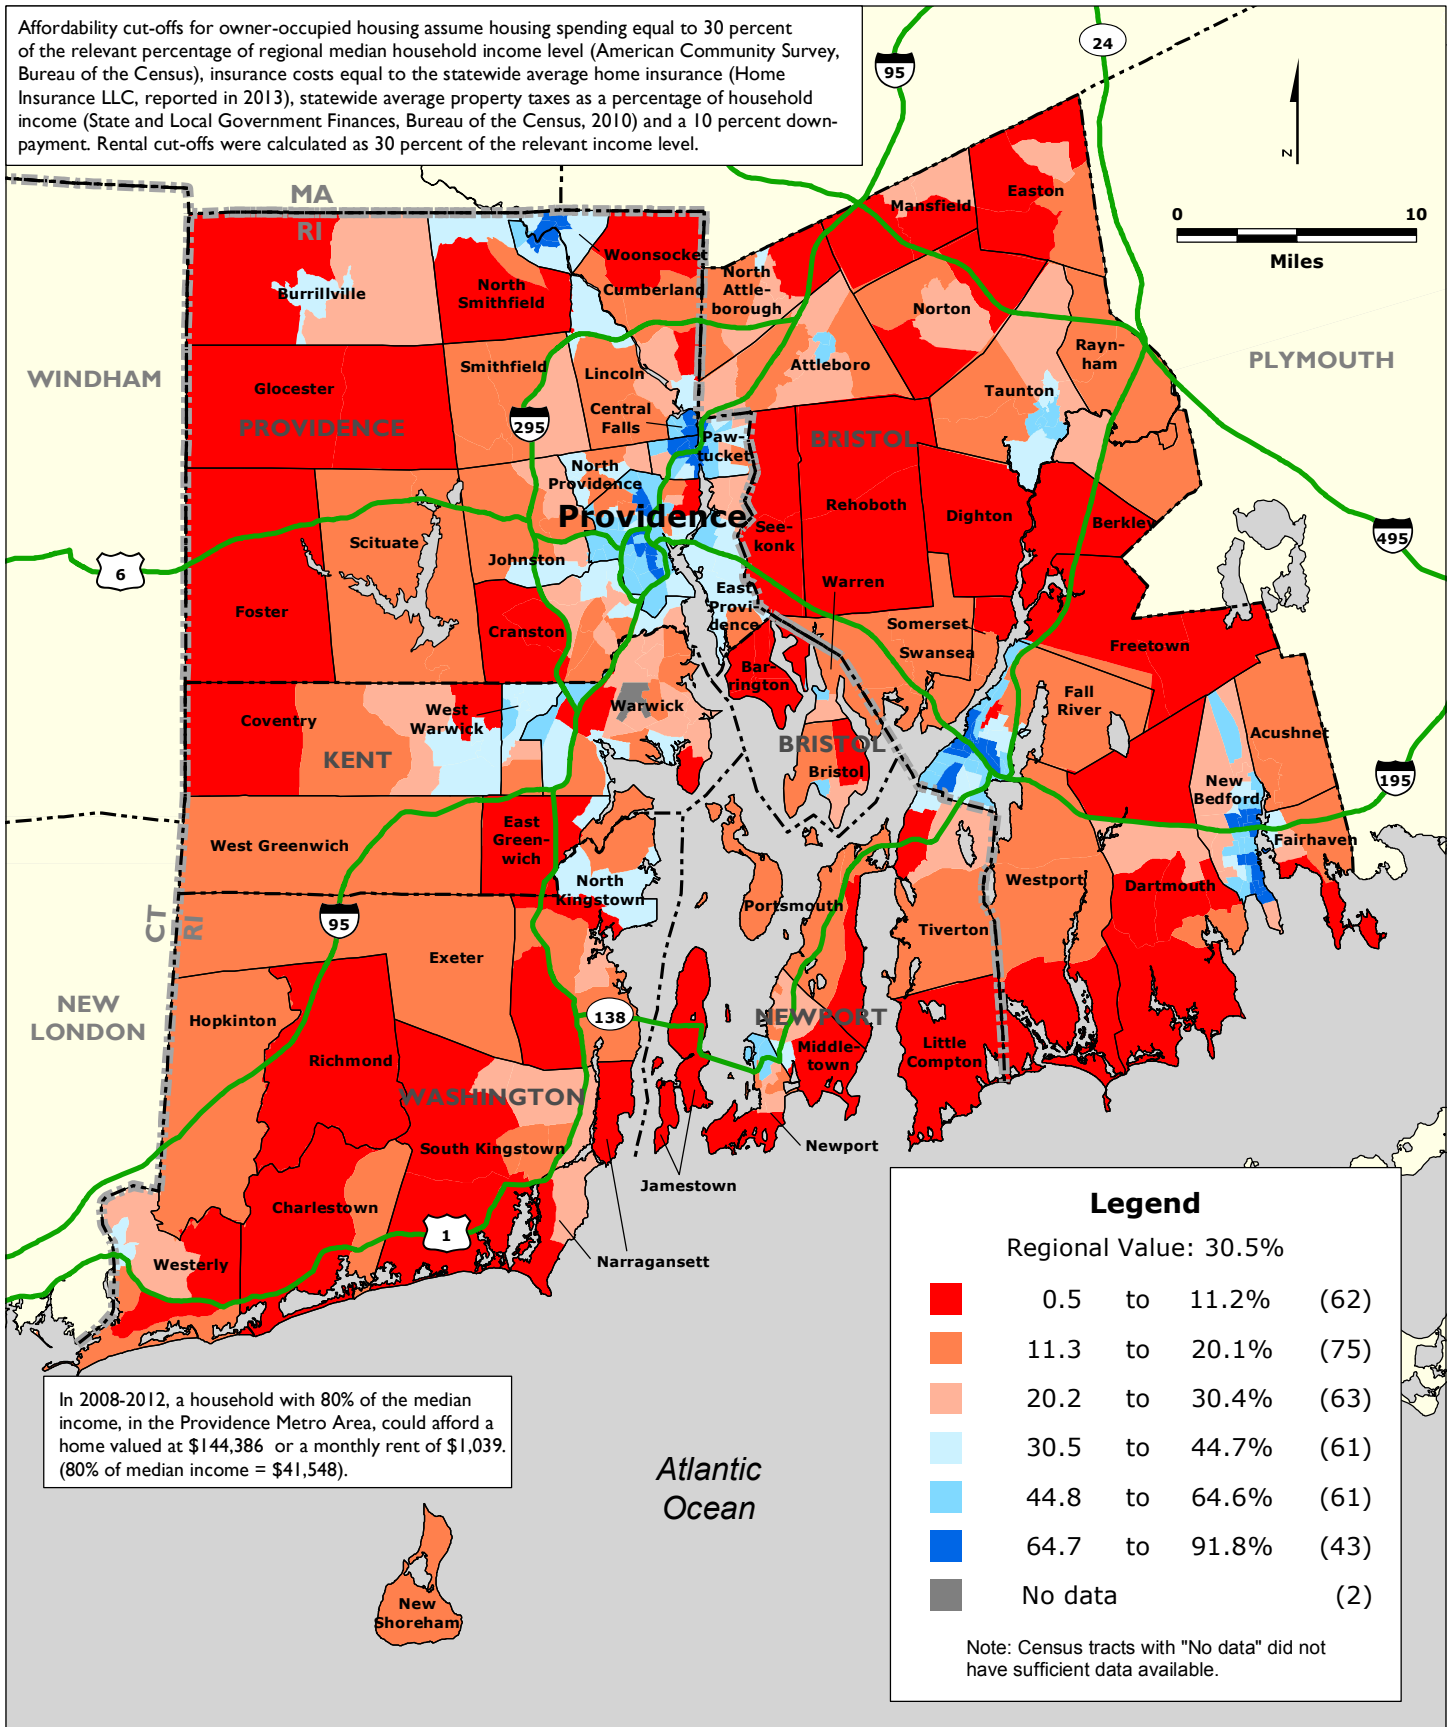 Affordability cut-offs for owner-occupied housing assume housing spending equal to 30 percent
of the relevant percentage of regional median household income level (American Community Survey,
Bureau of the Census), insurance costs equal to the statewide average home insurance (Home
Insurance LLC, reported in 2013), statewide average property taxes as a percentage of household
income (State and Local Government Finances, Bureau of the Census, 2010) and a 10 percent down-
payment. Rental cut-offs were calculated as 30 percent of the relevant income level.
95
24
N
0 10
Miles
MA
RI
Easton
Mansfield
Woonsocket
North
Attle-
borough
Burrillville
North
Smithfield
Cumberland
Norton
Rayn-
ham
PLYMOUTH
WINDHAM
Glocester
Smithfield
Lincoln
Attleboro
Taunton
PROVIDENCE
295
Central
Falls
Paw-
tucket
BRISTOL
North
Providence
Providence
See-
konk
Rehoboth
Dighton
Berkley
495
Scituate
Johnston
6
Foster
Cranston
East
Provi-
dence
Warren
Somerset
Swansea
Freetown
Bar-
rington
Fall
River
Coventry
West
Warwick
Warwick
KENT
BRISTOL
Bristol
Acushnet
New
Bedford
195
Fairhaven
West Greenwich
East
Green-
wich
North
Kingstown
Portsmouth
Westport
Dartmouth
Tiverton
CT
RI
95
Exeter
NEW
LONDON
Hopkinton
Richmond
138
NEWPORT
Middle-
town
Little
Compton
WASHINGTON
South Kingstown
Newport
Jamestown
Charlestown
1
Westerly
Narragansett
Legend
Regional Value: 30.5%
0.5 to 11.2% (62)
11.3 to 20.1% (75)
20.2 to 30.4% (63)
30.5 to 44.7% (61)
44.8 to 64.6% (61)
64.7 to 91.8% (43)
No data (2)
Note: Census tracts with "No data" did not
have sufficient data available.
In 2008-2012, a household with 80% of the median
income, in the Providence Metro Area, could afford a
home valued at $144,386 or a monthly rent of $1,039.
(80% of median income = $41,548).
Atlantic
Ocean
New
Shoreham